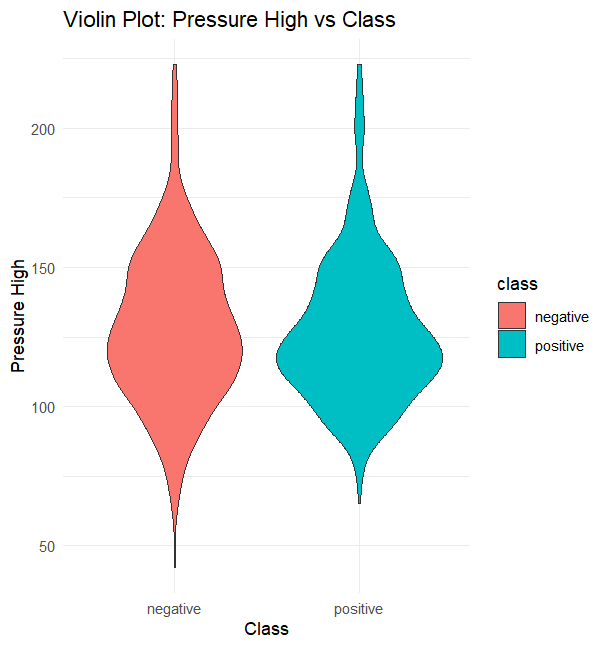 Violin Plot: Pressure High vs Class
Pressure High
200
150
100
50
negative
positive
Class
class
negative
positive